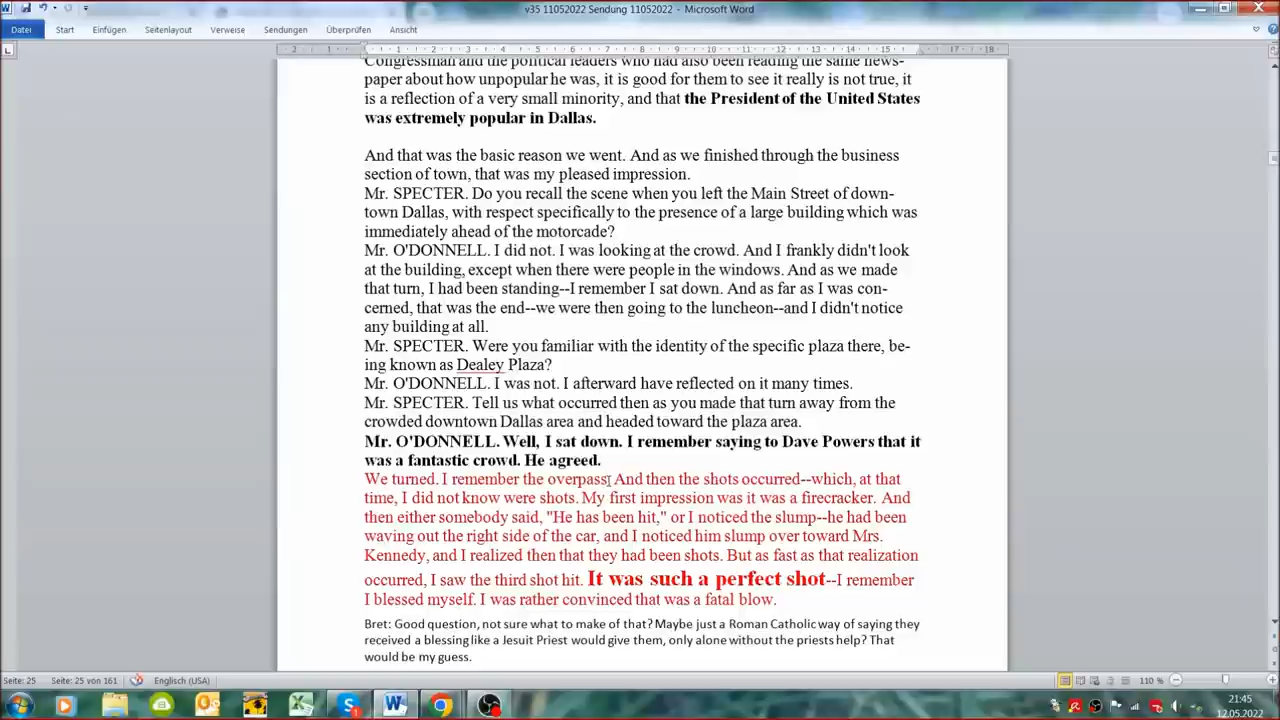 v35 11052022 Sendung 11052022 - Microsoft Word
Datei Start Einfügen Seitenlayout Verweise Sendungen Überprüfen Ansicht
2 1 1 2 3 4 5 6 7 8 9 10 11 12 13 14 15 17 18
Congressman and the political leaders who had also been reading the same news-
paper about how unpopular he was, it is good for them to see it really is not true, it
is a reflection of a very small minority, and that the President of the United States
was extremely popular in Dallas.
And that was the basic reason we went. And as we finished through the business
section of town, that was my pleased impression.
Mr. SPECTER. Do you recall the scene when you left the Main Street of down-
town Dallas, with respect specifically to the presence of a large building which was
immediately ahead of the motorcade?
Mr. O'DONNELL. I did not. I was looking at the crowd. And I frankly didn't look
at the building, except when there were people in the windows. And as we made
that turn, I had been standing--I remember I sat down. And as far as I was con-
cerned, that was the end--we were then going to the luncheon--and I didn't notice
any building at all.
Mr. SPECTER. Were you familiar with the identity of the specific plaza there, be-
ing known as Dealey Plaza?
Mr. O'DONNELL. I was not. I afterward have reflected on it many times.
Mr. SPECTER. Tell us what occurred then as you made that turn away from the
crowded downtown Dallas area and headed toward the plaza area.
Mr. O'DONNELL. Well, I sat down. I remember saying to Dave Powers that it
was a fantastic crowd. He agreed.
We turned. I remember the overpass. And then the shots occurred--which, at that
time, I did not know were shots. My first impression was it was a firecracker. And
then either somebody said, "He has been hit," or I noticed the slump--he had been
waving out the right side of the car, and I noticed him slump over toward Mrs.
Kennedy, and I realized then that they had been shots. But as fast as that realization
occurred, I saw the third shot hit. It was such a perfect shot--I remember
I blessed myself. I was rather convinced that was a fatal blow.
Bret: Good question, not sure what to make of that? Maybe just a Roman Catholic way of saying they
received a blessing like a Jesuit Priest would give them, only alone without the priests help? That
would be my guess.
Seite: 25 Seite: 25 von 161 Englisch (USA) 110 %
21:45
12.05.2022